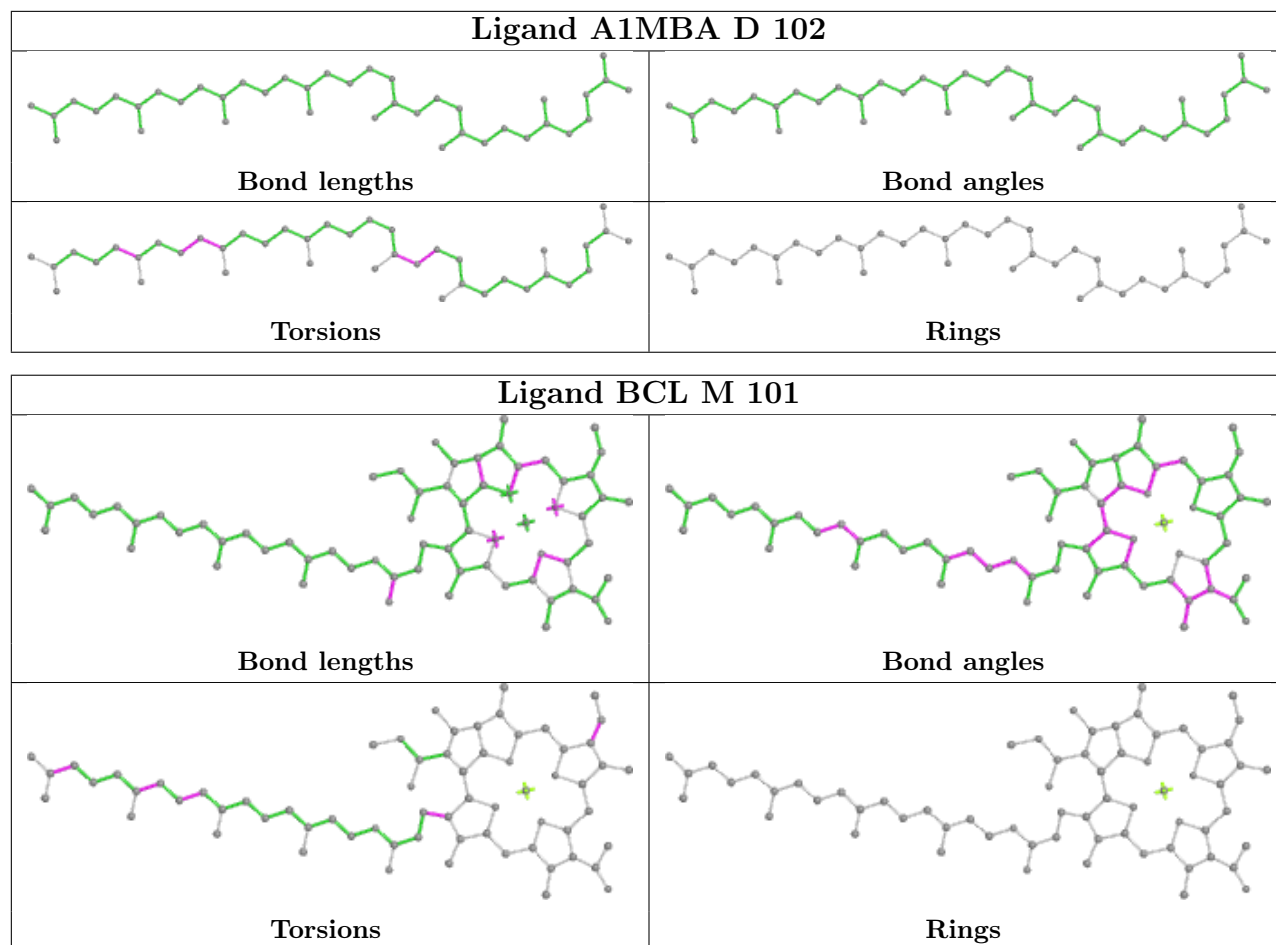 Ligand A1MBA D 102
Bond lengths
Bond angles
Torsions
Rings
Ligand BCL M 101
Bond lengths
Bond angles
Torsions
Rings